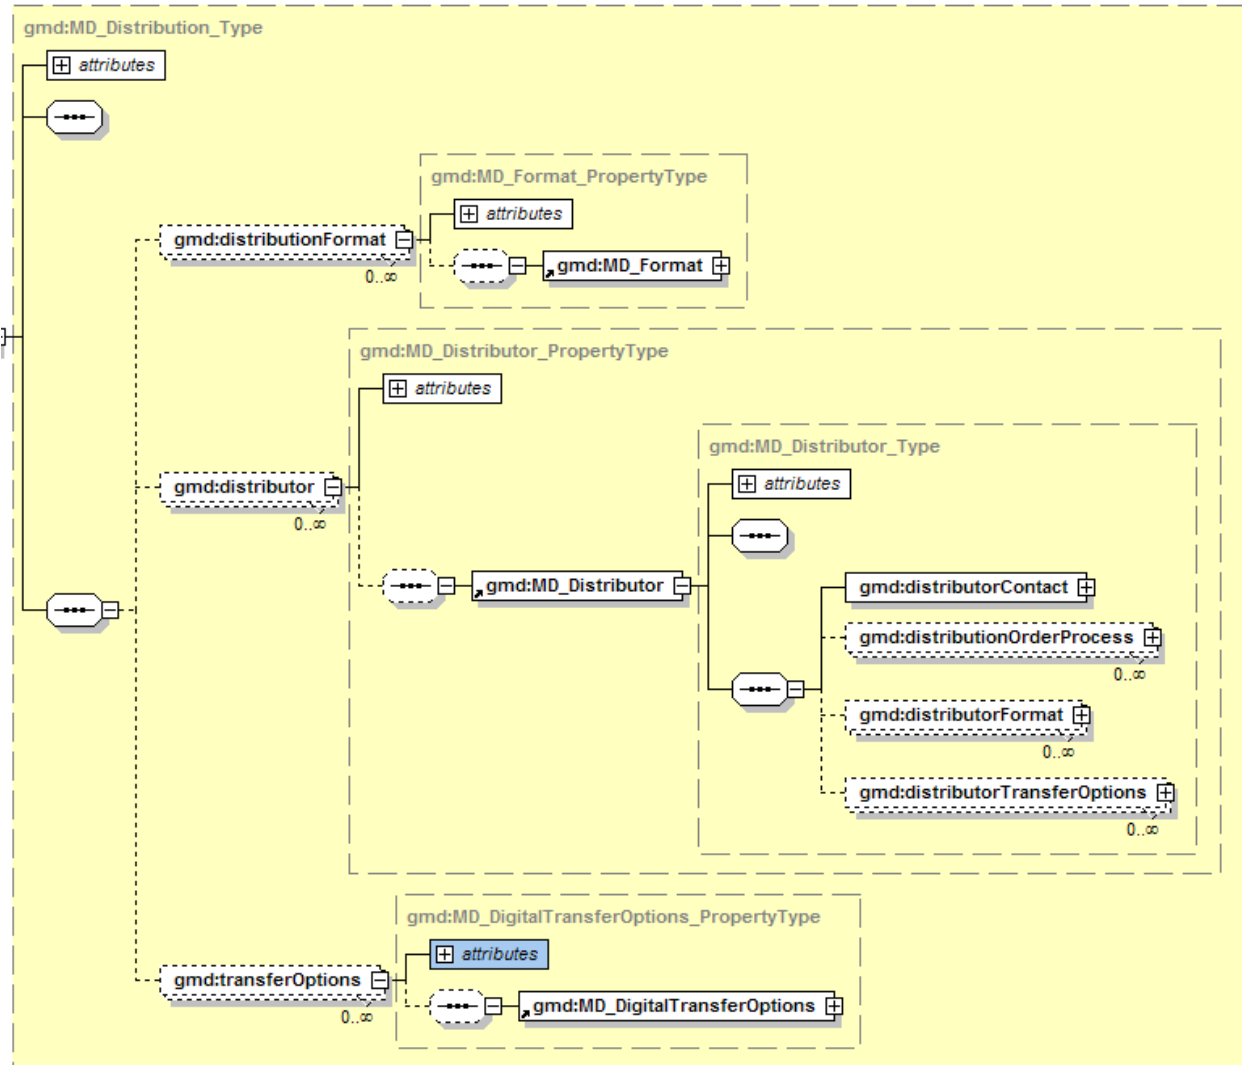 gmd:MD_Distribution_Type
attributes
gmd:MD_Format_PropertyType
attributes
gmd:distributionFormat
gmd:MD_Format
0..∞
gmd:MD_Distributor_PropertyType
attributes
gmd:MD_Distributor_Type
attributes
gmd:distributor
0..∞
gmd:MD_Distributor
gmd:distributorContact
gmd:distributionOrderProcess
0..∞
gmd:distributorFormat
0..∞
gmd:distributorTransferOptions
0..∞
gmd:MD_DigitalTransferOptions_PropertyType
attributes
gmd:transferOptions
gmd:MD_DigitalTransferOptions
0..∞